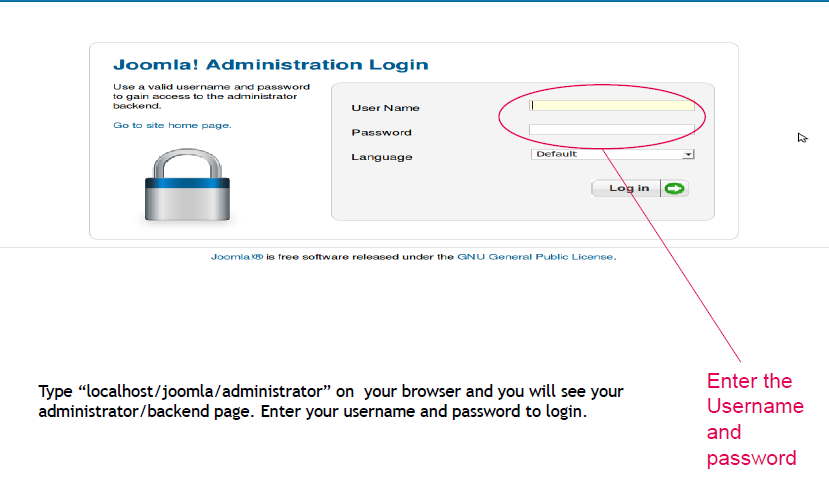 Joomla! Administration Login
Use a valid username and password
to gain access to the administrator
backend.
Go to site home page.
User Name
Password
Language
Default
Log in
Joomla!® is free software released under the GNU General Public License.
Type “localhost/joomla/administrator” on  your browser and you will see your
administrator/backend page. Enter your username and password to login.
Enter the
Username
and
password